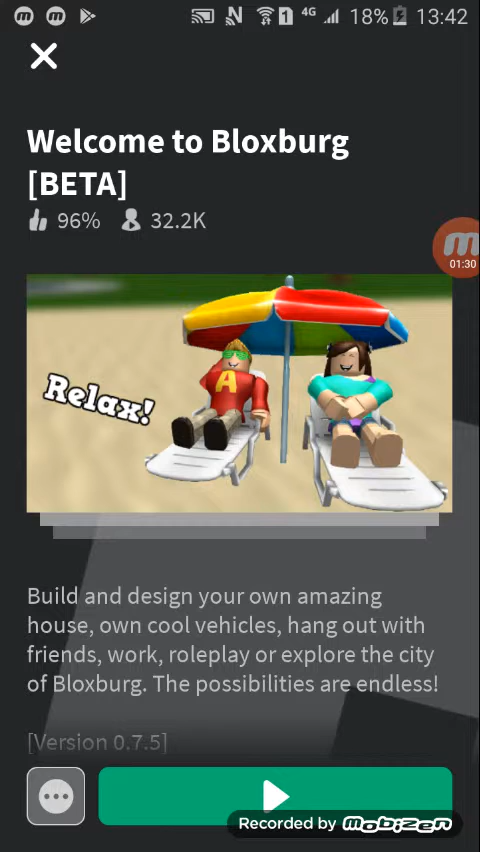 4G 18% 13:42
Welcome to Bloxburg
[BETA]
96% 32.2K
01:30
Relax!
A
Build and design your own amazing
house, own cool vehicles, hang out with
friends, work, roleplay or explore the city
of Bloxburg. The possibilities are endless!
[Version 0.7.5]
Recorded by Mobizen